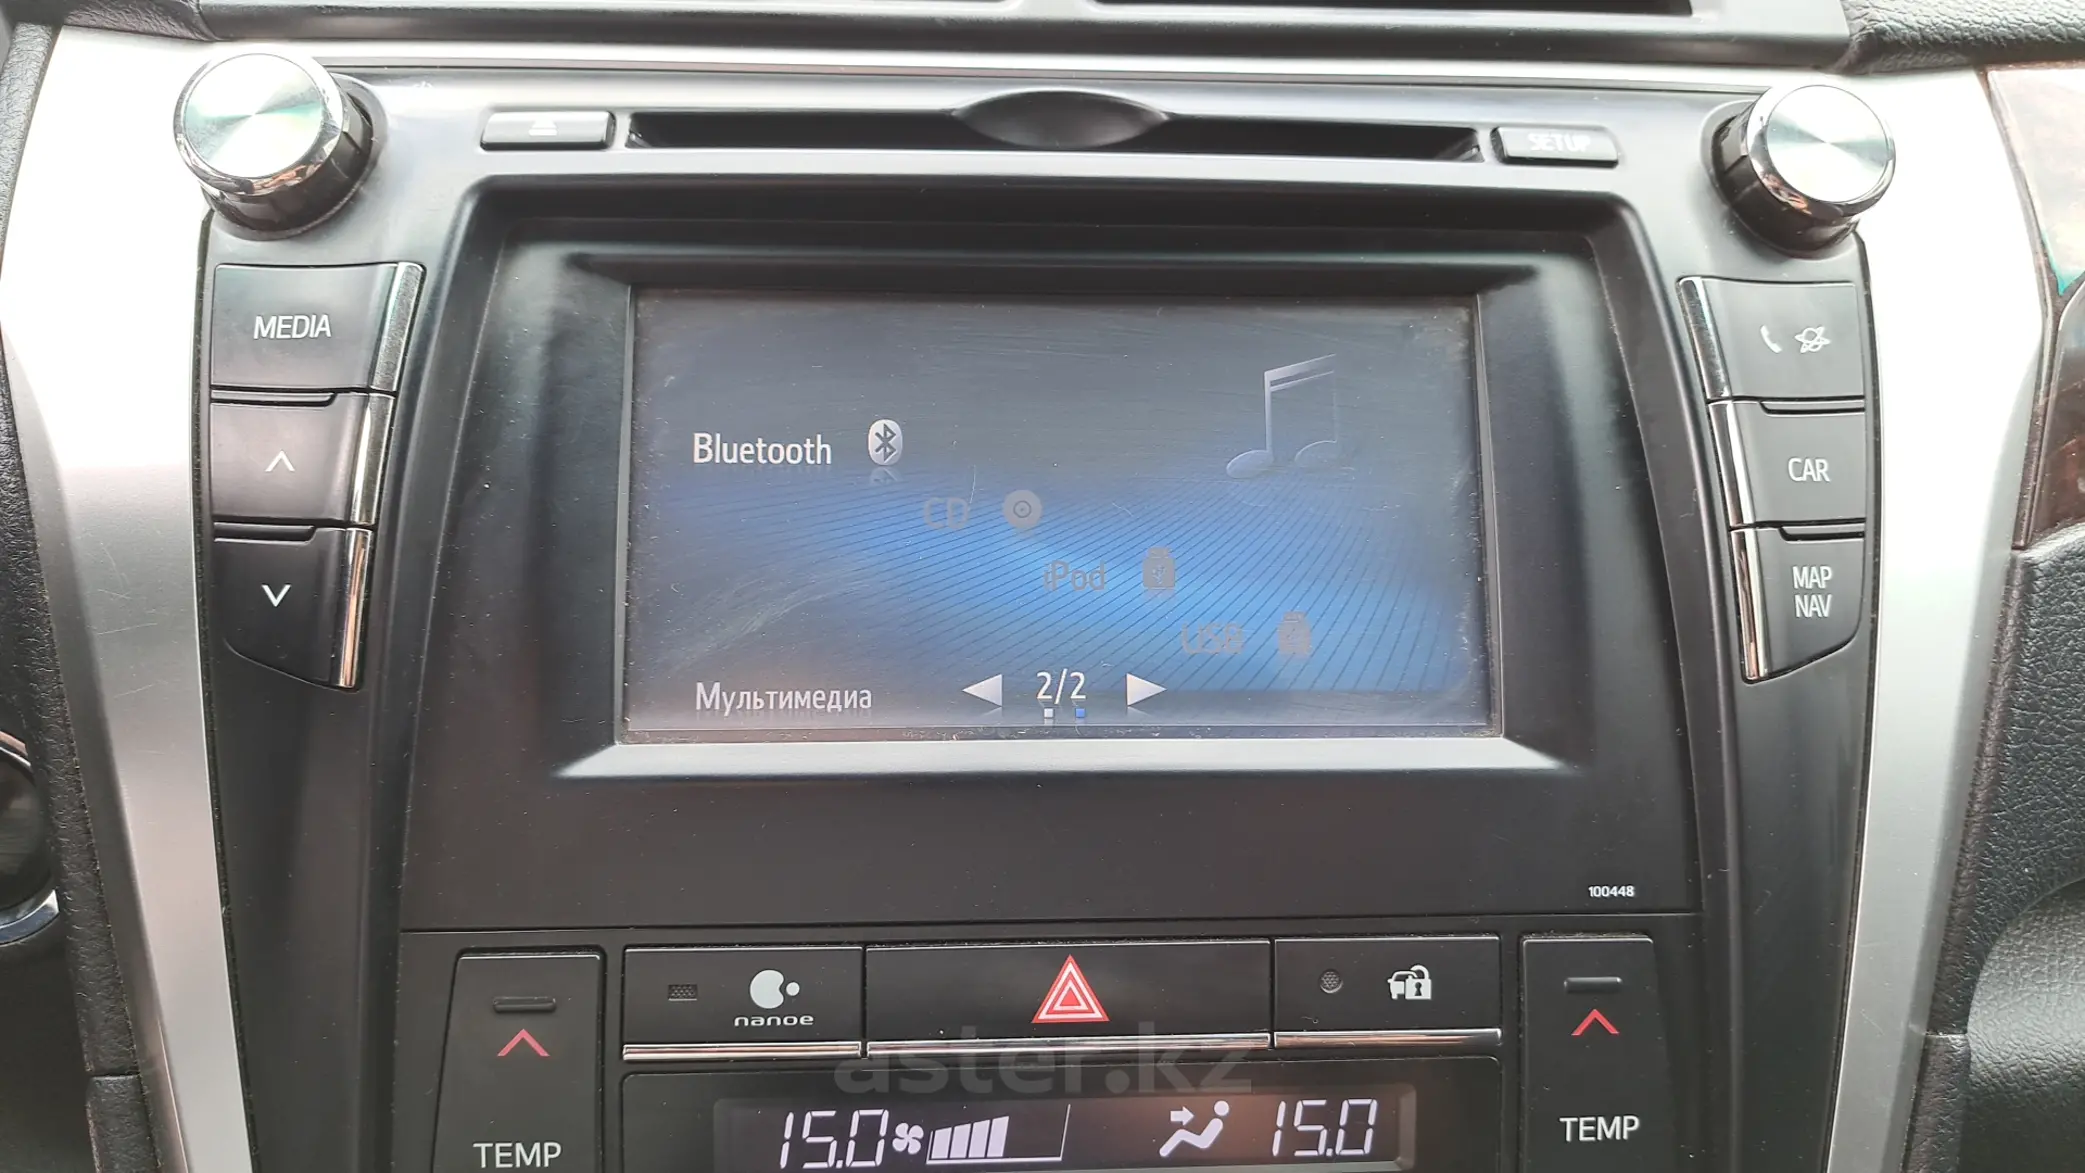 SETUP
MEDIA
CAR
MAP
NAV
Bluetooth
CD
iPod
USB
Мультимедиа
2/2
100448
nanoe
aster.kz
TEMP
15.0
15.0
TEMP